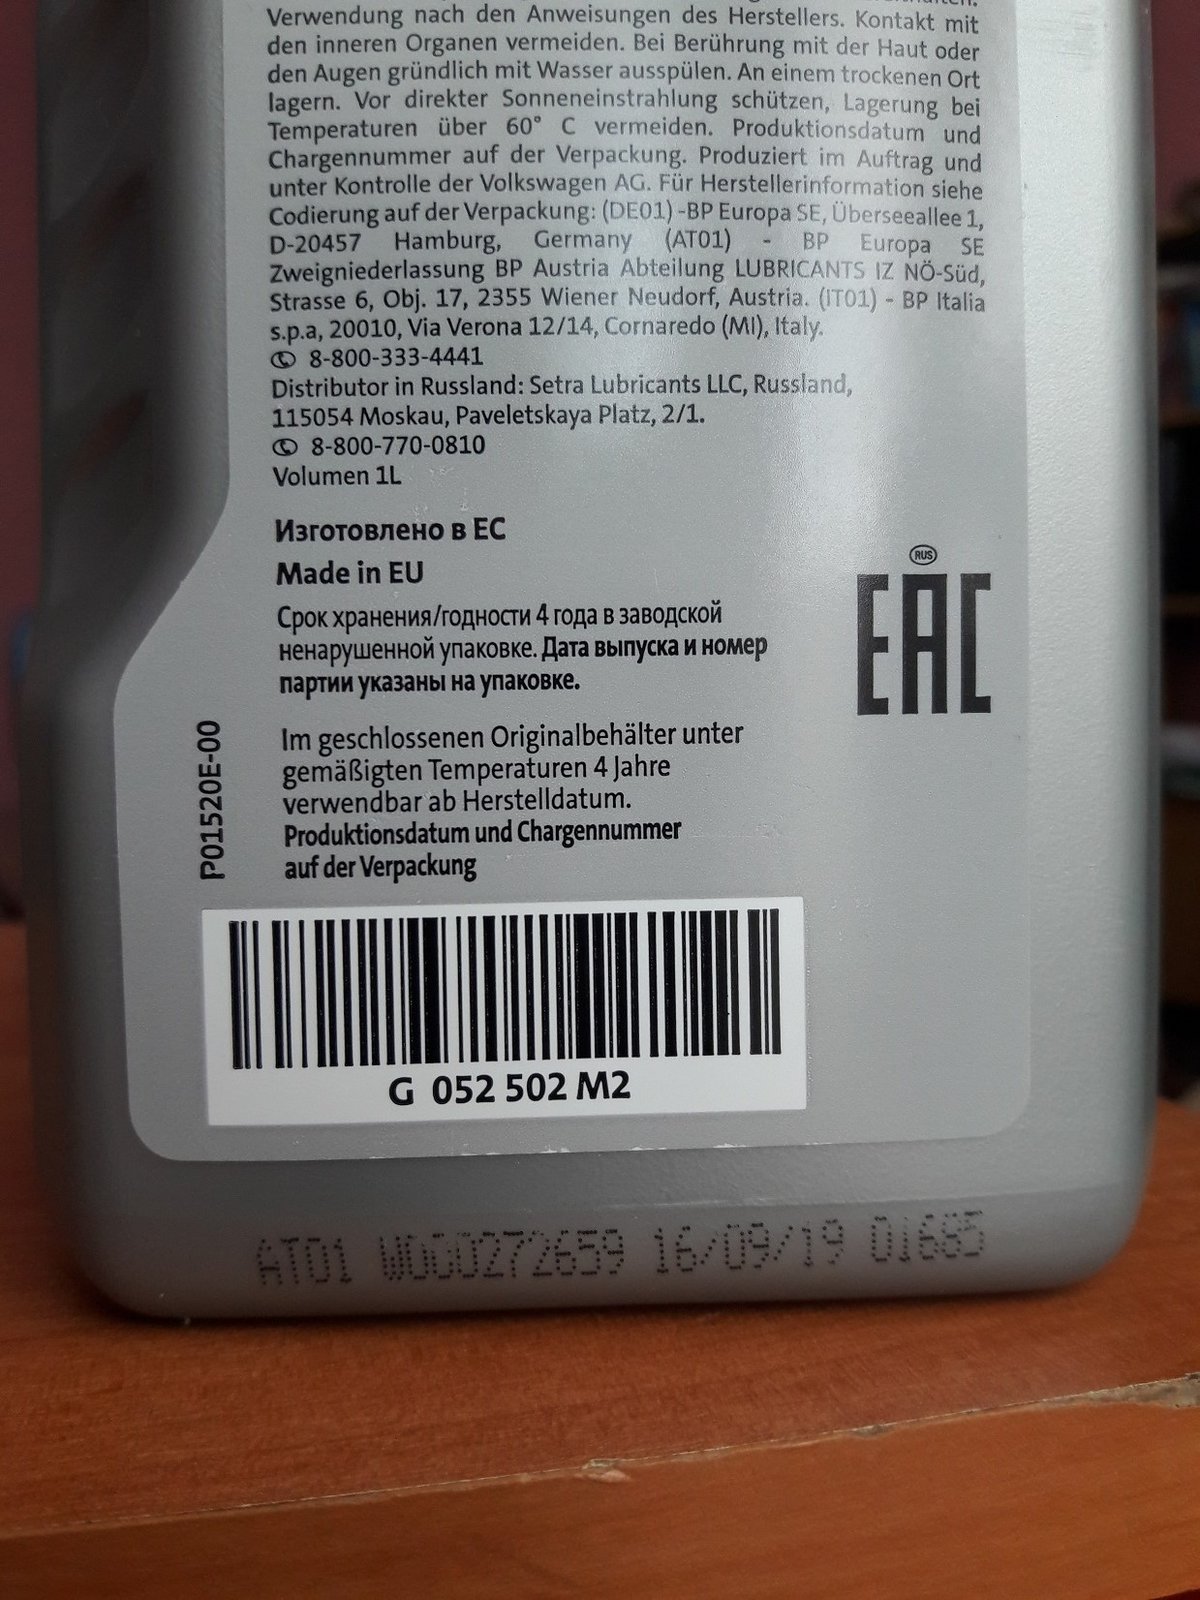 Verwendung nach den Anweisungen des Herstellers. Kontakt mit
den inneren Organen vermeiden. Bei Berührung mit der Haut oder
den Augen gründlich mit Wasser ausspülen. An einem trockenen Ort
lagern. Vor direkter Sonneneinstrahlung schützen, Lagerung bei
Temperaturen über 60° C vermeiden. Produktionsdatum und
Chargennummer auf der Verpackung. Produziert im Auftrag und
unter Kontrolle der Volkswagen AG. Für Herstellerinformation siehe
Codierung auf der Verpackung: (DE01) -BP Europa SE, Überseeallee 1,
D-20457 Hamburg, Germany (AT01) - BP Europa SE
Zweigniederlassung BP Austria Abteilung LUBRICANTS IZ NÖ-Süd,
Strasse 6, Obj. 17, 2355 Wiener Neudorf, Austria. (IT01) - BP Italia
s.p.a, 20010, Via Verona 12/14, Cornaredo (MI), Italy.
8-800-333-4441
Distributor in Russland: Setra Lubricants LLC, Russland,
115054 Moskau, Paveletskaya Platz, 2/1.
8-800-770-0810
Volumen 1L
Изготовлено в ЕС
Made in EU
RUS
EAC
Срок хранения/годности 4 года в заводской
ненарушенной упаковке. Дата выпуска и номер
партии указаны на упаковке.
Im geschlossenen Originalbehälter unter
gemäßigten Temperaturen 4 Jahre
verwendbar ab Herstelldatum.
Produktionsdatum und Chargennummer
auf der Verpackung
P01520E-00
G 052 502 M2
AT01 W0G0272659 16/09/19 01685